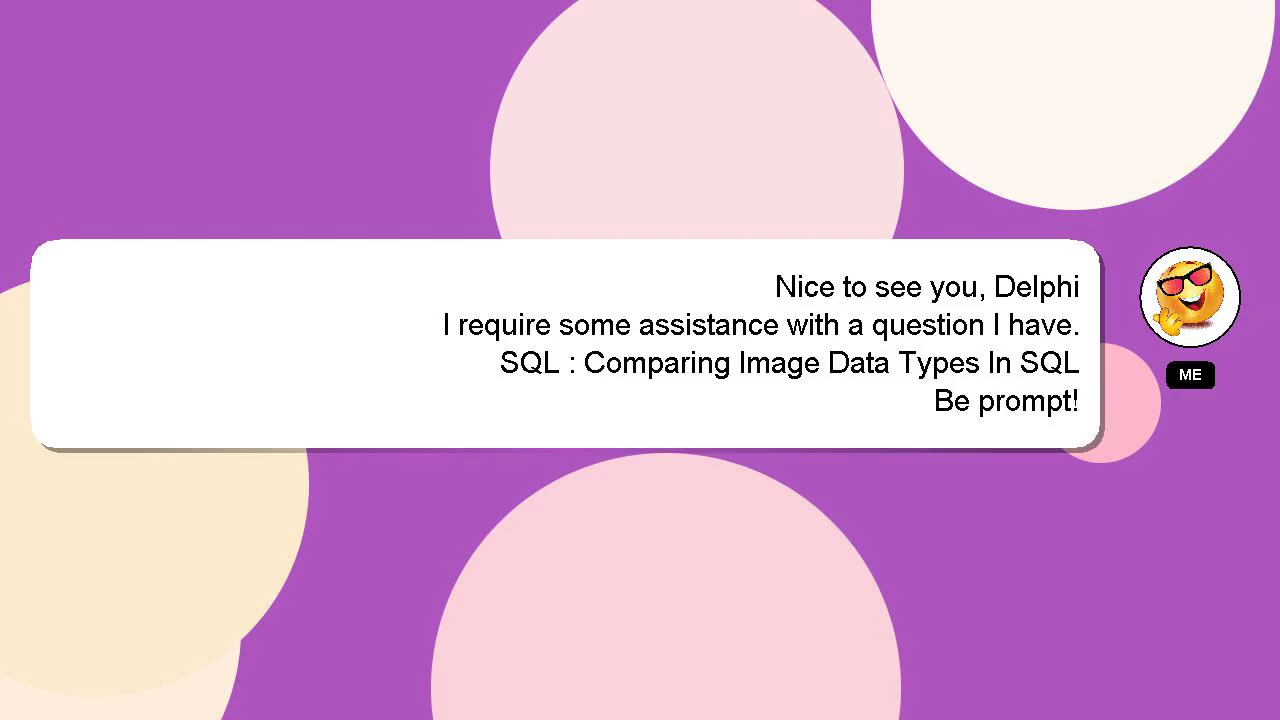 Nice to see you, Delphi
I require some assistance with a question I have.
SQL : Comparing Image Data Types In SQL
Be prompt!
ME